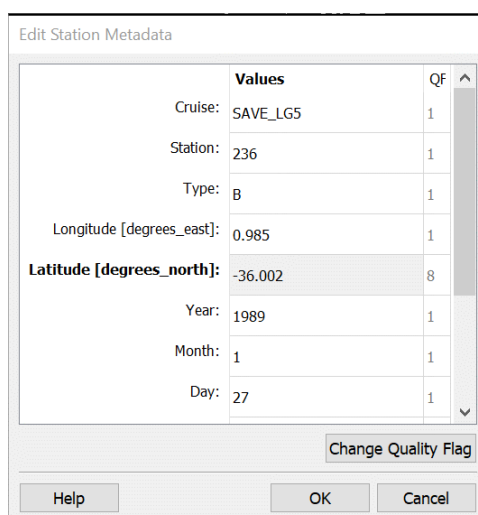 Edit Station Metadata
Values QF
Cruise: SAVE_LG5 1
Station: 236 1
Type: B 1
Longitude [degrees_east]: 0.985 1
Latitude [degrees_north]: -36.002 8
Year: 1989 1
Month: 1 1
Day: 27 1
Change Quality Flag
Help OK Cancel